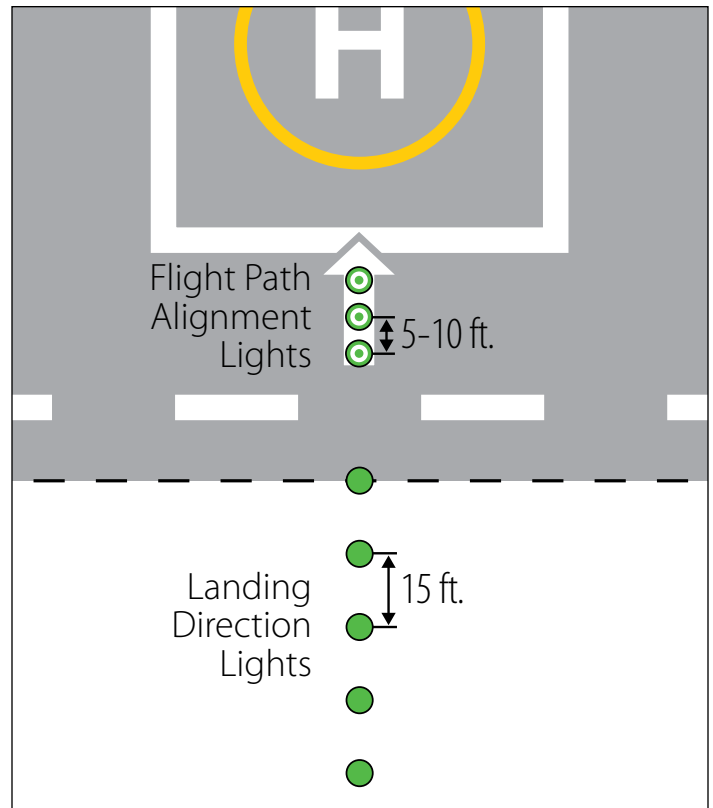 H
Flight Path
Alignment
Lights
5-10 ft.
Landing
Direction
Lights
15 ft.